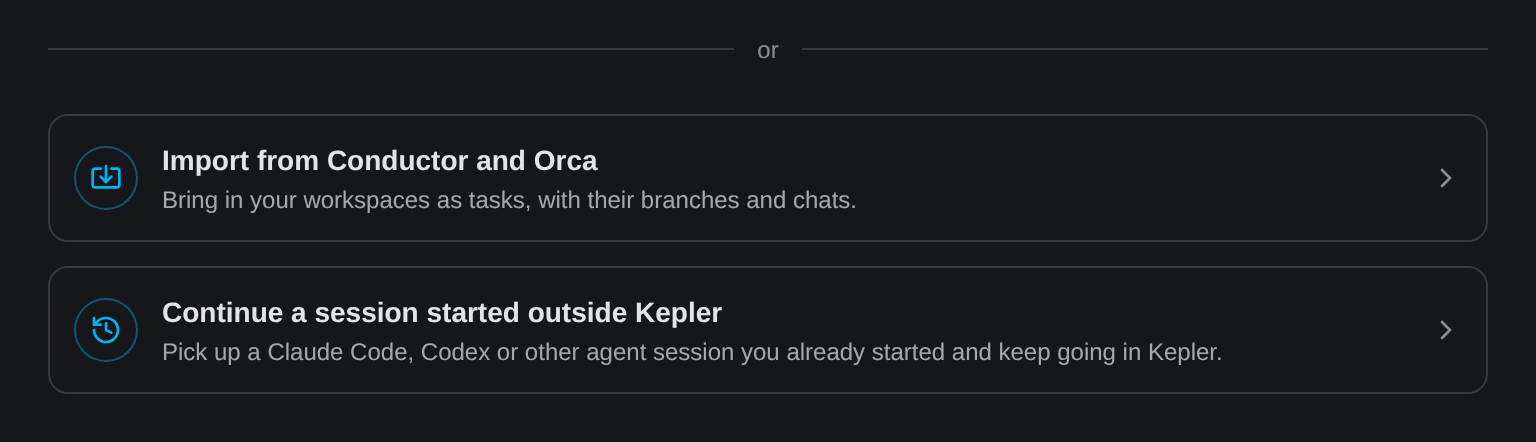 or
Import from Conductor and Orca
Bring in your workspaces as tasks, with their branches and chats.
Continue a session started outside Kepler
Pick up a Claude Code, Codex or other agent session you already started and keep going in Kepler.